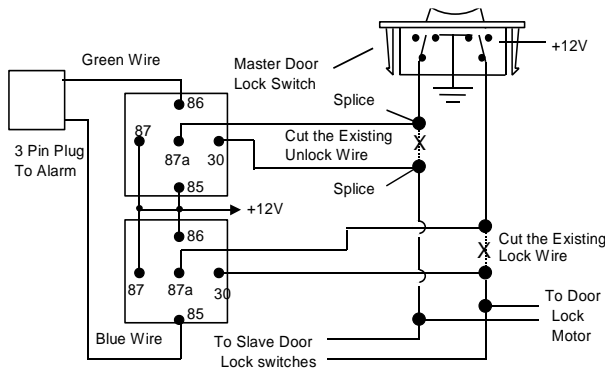 +12V
Master Door
Lock Switch
Green Wire
86
Splice
87
87a
30
Cut the Existing
Unlock Wire
X
3 Pin Plug
To Alarm
85
Splice
+12V
86
X
Cut the Existing
Lock Wire
87
87a
30
85
To Door
Lock
Motor
Blue Wire
To Slave Door
Lock switches